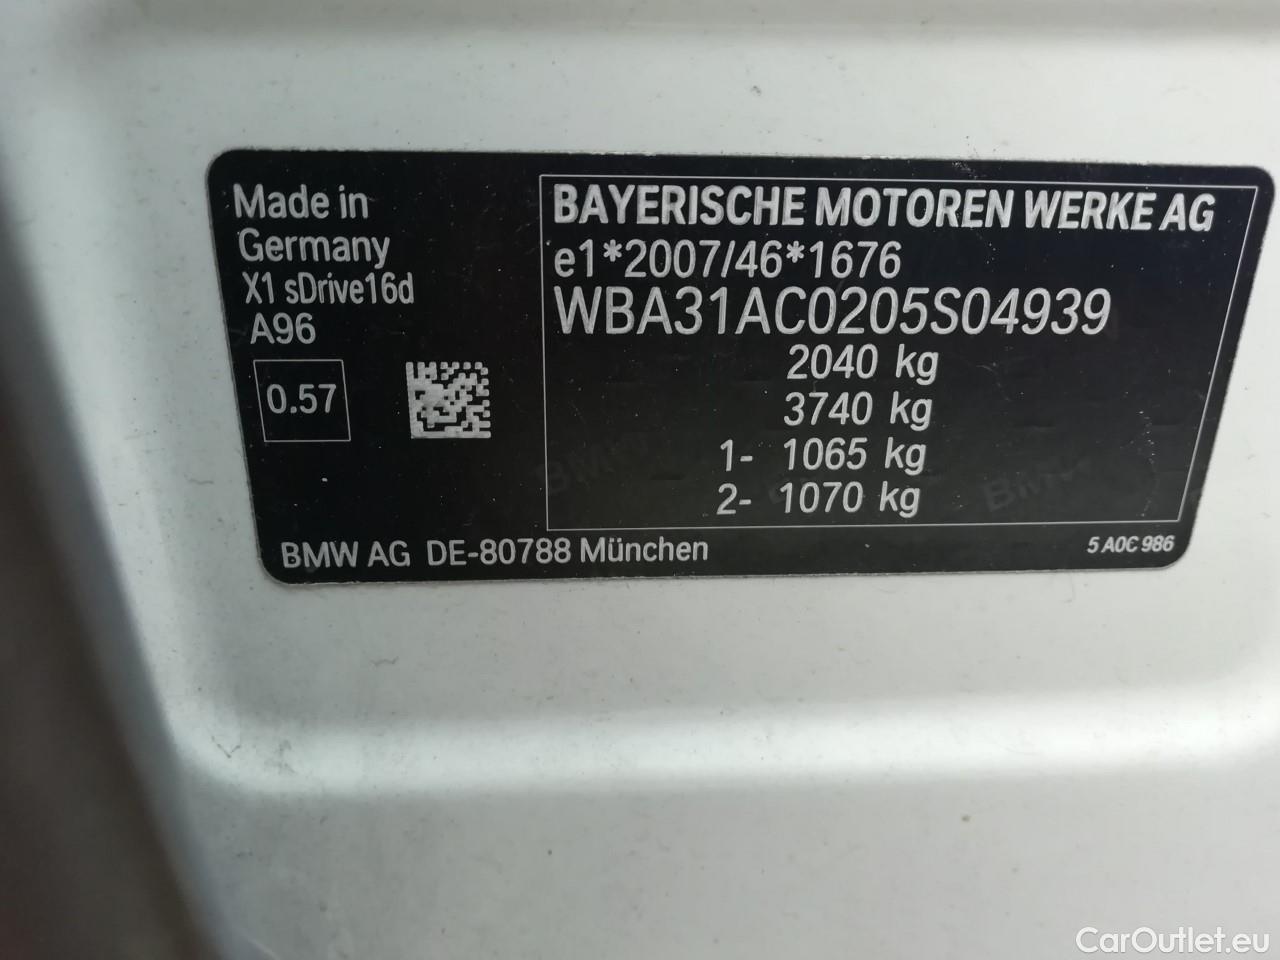 Made in
Germany
X1 sDrive16d
A96
0.57
BAYERISCHE MOTOREN WERKE AG
e1*2007/46*1676
WBA31AC0205S04939
2040 kg
3740 kg
1- 1065 kg
2- 1070 kg
BMW AG DE-80788 München
5 A0C 986
CarOutlet.eu